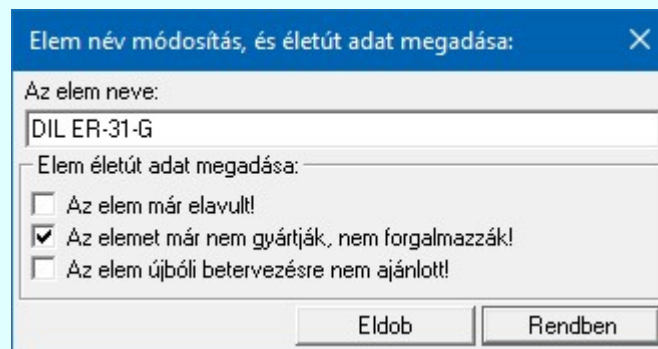 Elem név módosítás, és életút adat megadása:
Az elem neve:
DIL ER-31-G
Elem életút adat megadása:
Az elem már elavult!
Az elemet már nem gyártják, nem forgalmazzák!
Az elem újbóli betervezésre nem ajánlott!
Eldob Rendben